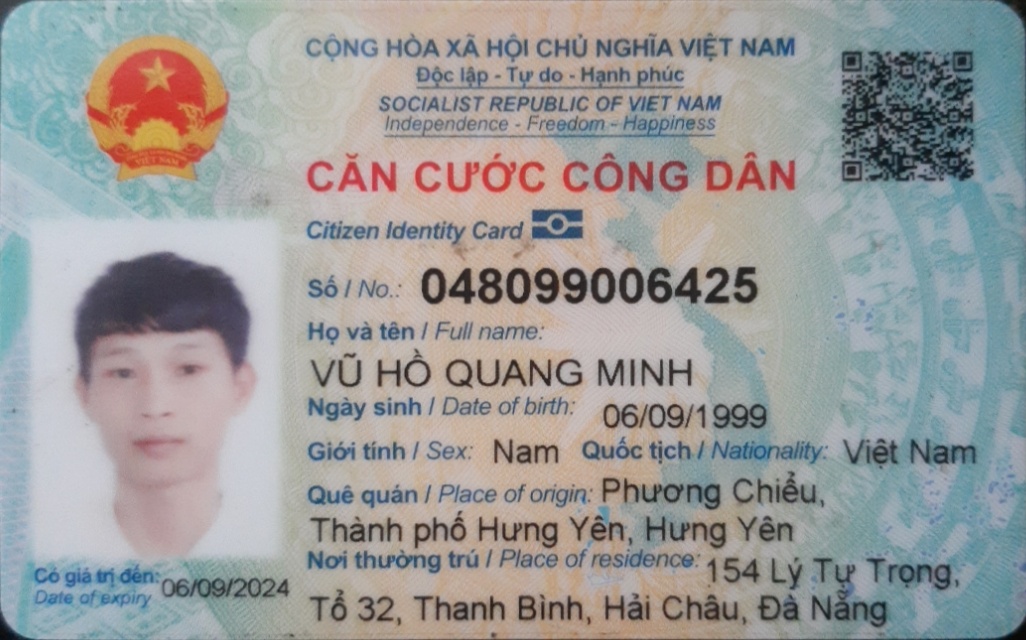 CỘNG HÒA XÃ HỘI CHỦ NGHĨA VIỆT NAM
Độc lập - Tự do - Hạnh phúc
SOCIALIST REPUBLIC OF VIET NAM
Independence - Freedom - Happiness
CĂN CƯỚC CÔNG DÂN
Citizen Identity Card
Số / No.: 048099006425
Họ và tên / Full name:
VŨ HỒ QUANG MINH
Ngày sinh / Date of birth: 06/09/1999
Giới tính / Sex: Nam Quốc tịch / Nationality: Việt Nam
Quê quán / Place of origin: Phương Chiểu,
Thành phố Hưng Yên, Hưng Yên
Nơi thường trú / Place of residence: 154 Lý Tự Trọng,
Tổ 32, Thanh Bình, Hải Châu, Đà Nẵng
Có giá trị đến: 06/09/2024
Date of expiry
VIỆT NAM